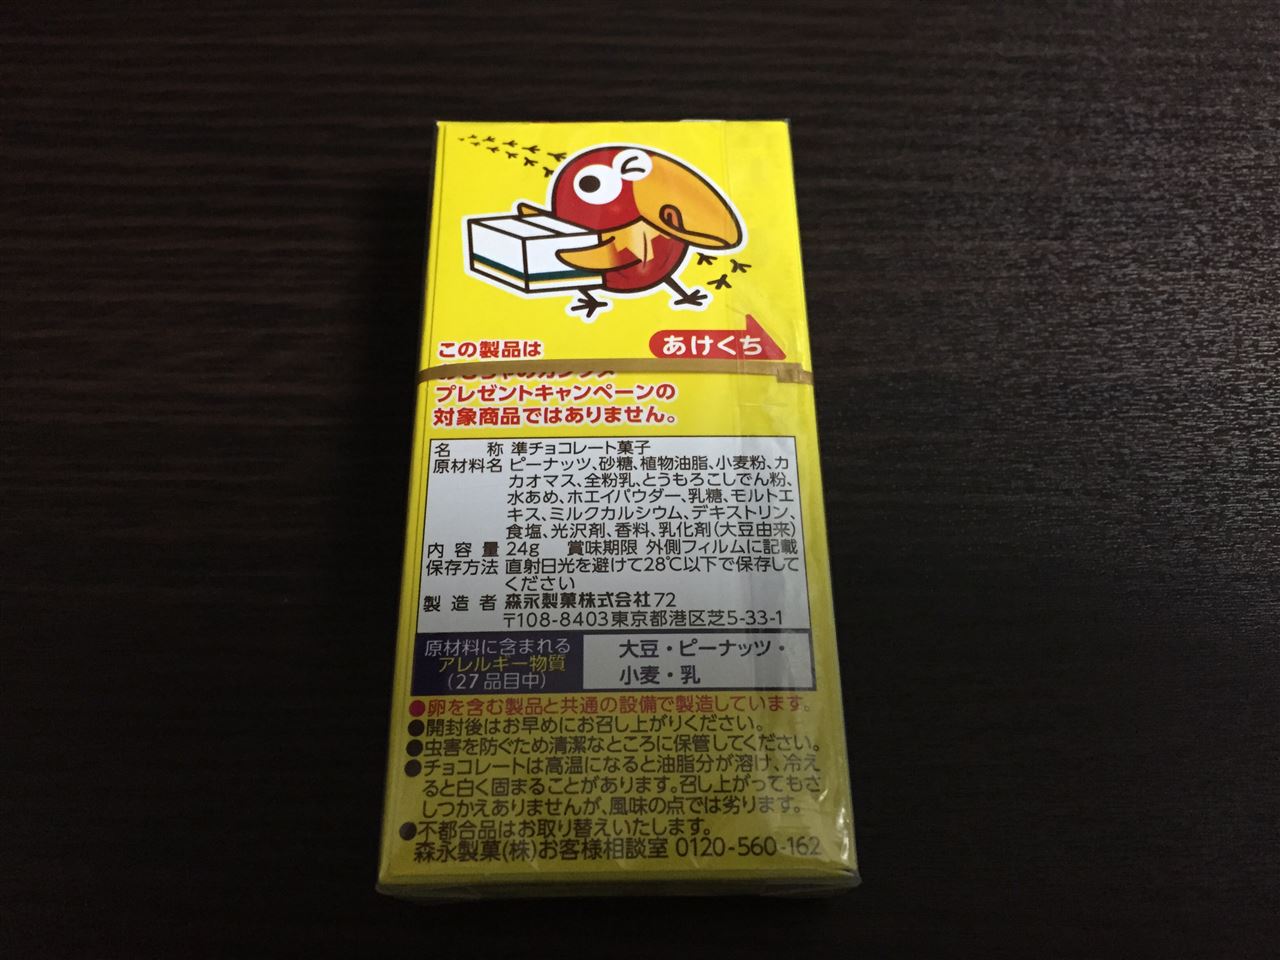 あけくち
この製品は
プレゼントキャンペーンの
対象商品ではありません。
名称 準チョコレート菓子
原材料名 ピーナッツ、砂糖、植物油脂、小麦粉、カ
カオマス、全粉乳、とうもろこしでん粉、
水あめ、ホエイパウダー、乳糖、モルトエ
キス、ミルクカルシウム、デキストリン、
食塩、光沢剤、香料、乳化剤(大豆由来)
内容量 24g 賞味期限 外側フィルムに記載
保存方法 直射日光を避けて28℃以下で保存して
ください
製造者 森永製菓株式会社72
〒108-8403東京都港区芝5-33-1
原材料に含まれる
アレルギー物質
(27品目中)
大豆・ピーナッツ・
小麦・乳
●卵を含む製品と共通の設備で製造しています。
●開封後はお早めにお召し上がりください。
●虫害を防ぐため清潔なところに保管してください。
●チョコレートは高温になると油脂分が溶け、冷え
ると白く固まることがあります。召し上がってもさ
しつかえありませんが、風味の点では劣ります。
●不都合品はお取り替えいたします。
森永製菓(株)お客様相談室 0120-560-162